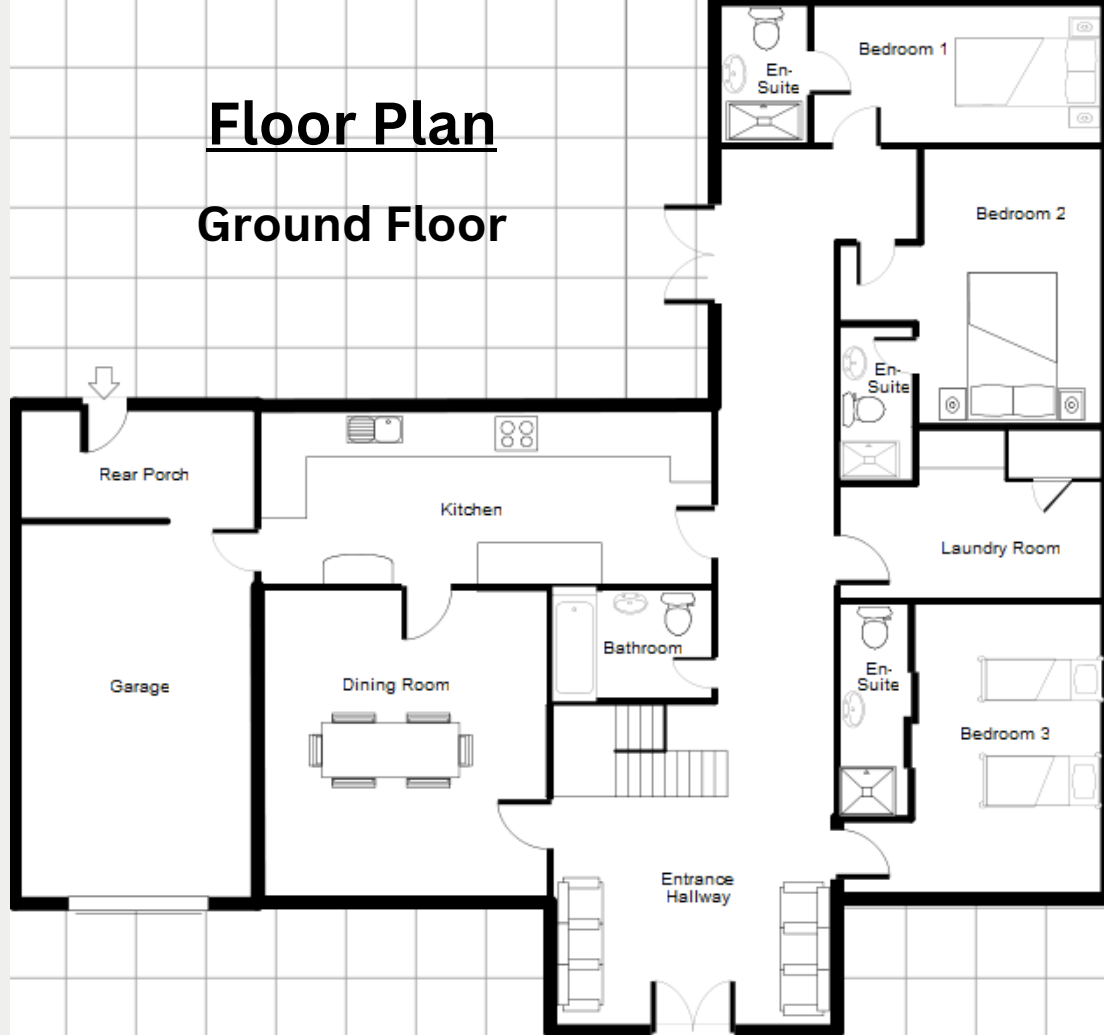 Floor Plan
Ground Floor
En-
Suite
Bedroom 1
Bedroom 2
En-
Suite
Rear Porch
Kitchen
Laundry Room
Bathroom
En-
Suite
Garage
Dining Room
Bedroom 3
Entrance
Hallway